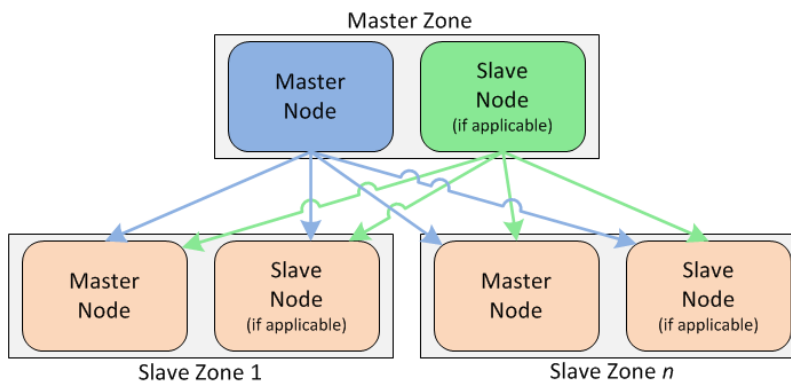 Master Zone
Master
Node
Slave
Node
(if applicable)
Master
Node
Slave
Node
(if applicable)
Master
Node
Slave
Node
(if applicable)
Slave Zone 1
Slave Zone n